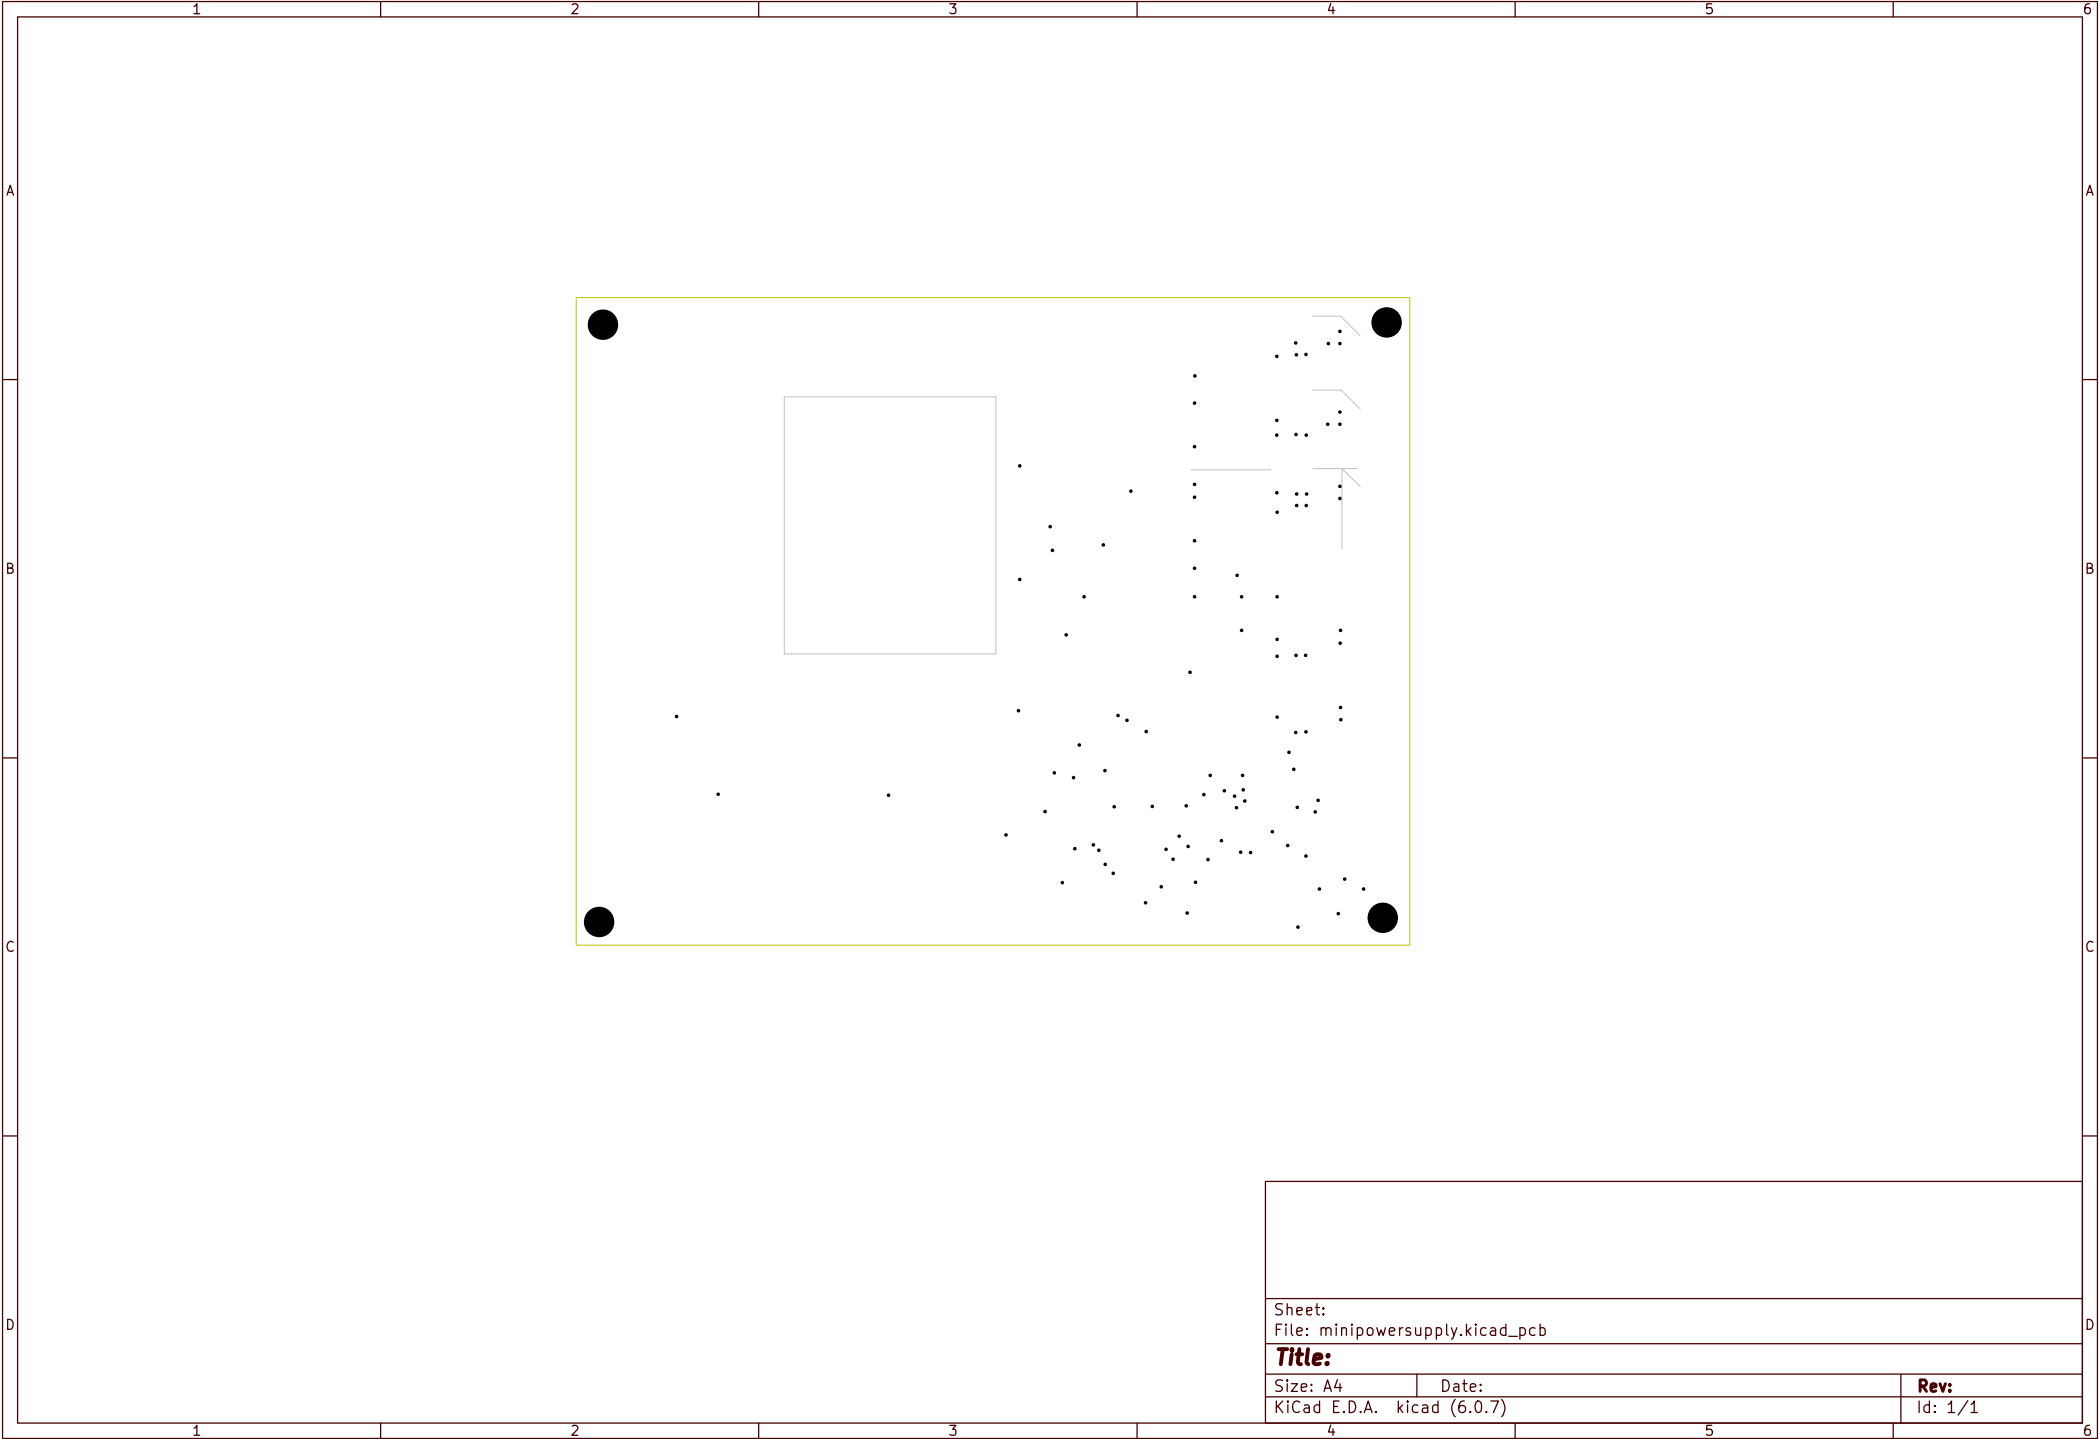 1 2 3 4 5 6
A A
B B
C C
D D
Sheet:
File: minipowersupply.kicad_pcb
Title:
Size: A4 Date: Rev:
KiCad E.D.A. kicad (6.0.7) Id: 1/1
1 2 3 4 5 6